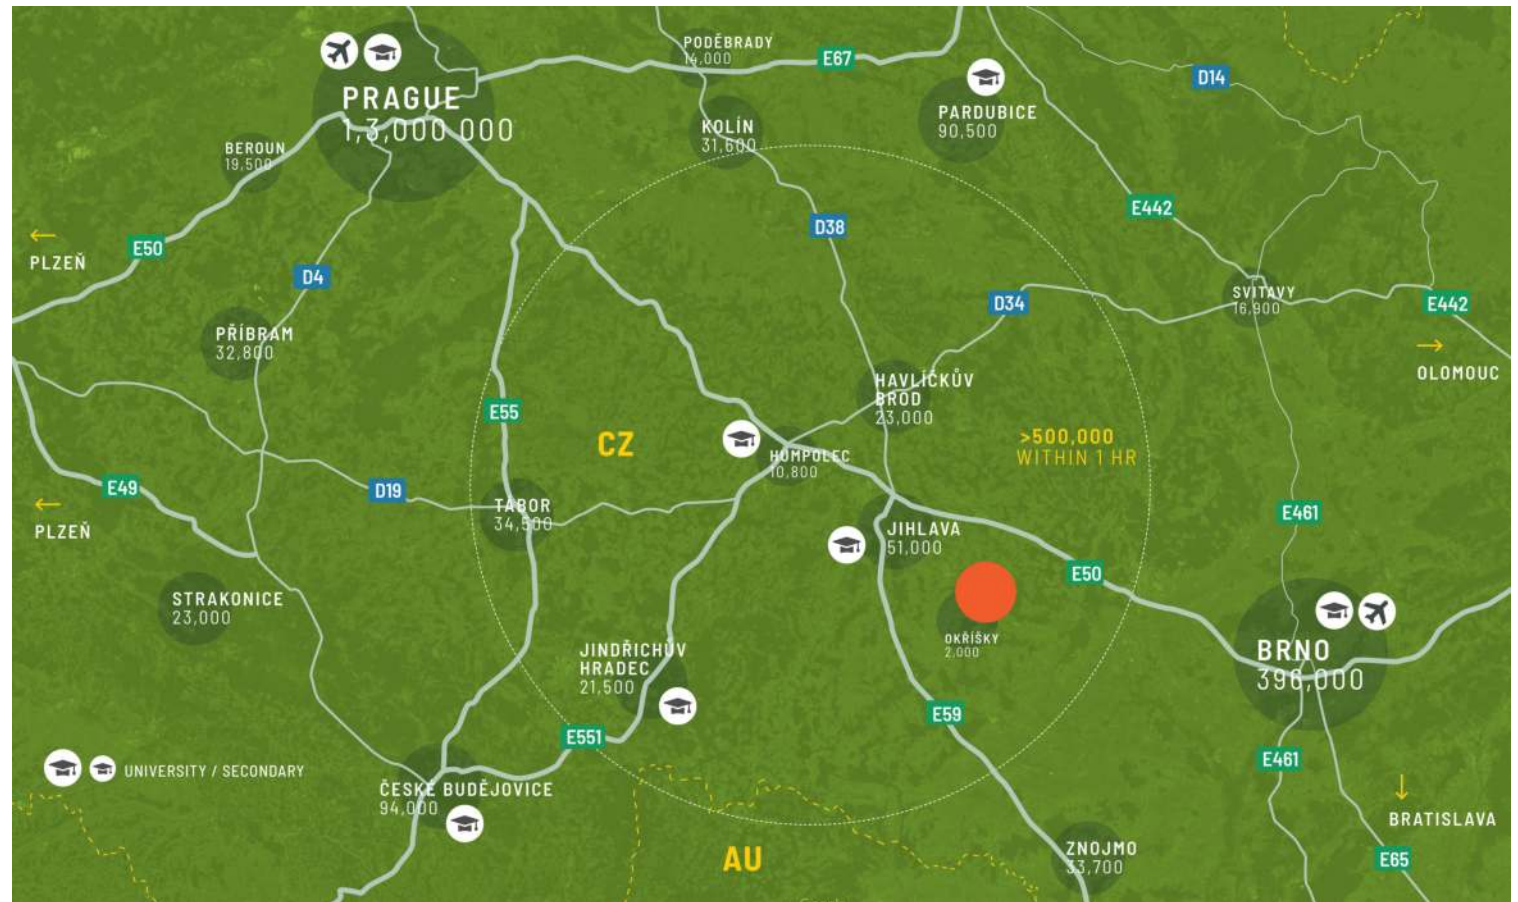 PODĚBRADY
14,000
E67
D14
PRAGUE
1,3,000 000
KOLÍN
31,600
PARDUBICE
90,500
BEROUN
19,500
E442
D38
E50
PLZEŇ
D4
SVITAVY
16,900
E442
D34
PŘÍBRAM
32,800
OLOMOUC
HAVLÍČKŮV
BROD
23,000
E55
CZ
>500,000
WITHIN 1 HR
HUMPOLEC
10,800
E49
D19
PLZEŇ
TÁBOR
34,500
E461
JIHLAVA
51,000
E50
STRAKONICE
23,000
OKŘÍŠKY
2,000
JINDŘICHŮV
HRADEC
21,500
BRNO
396,000
E59
E551
E461
UNIVERSITY / SECONDARY
ČESKÉ BUDĚJOVICE
94,000
BRATISLAVA
AU
ZNOJMO
33,700
E65